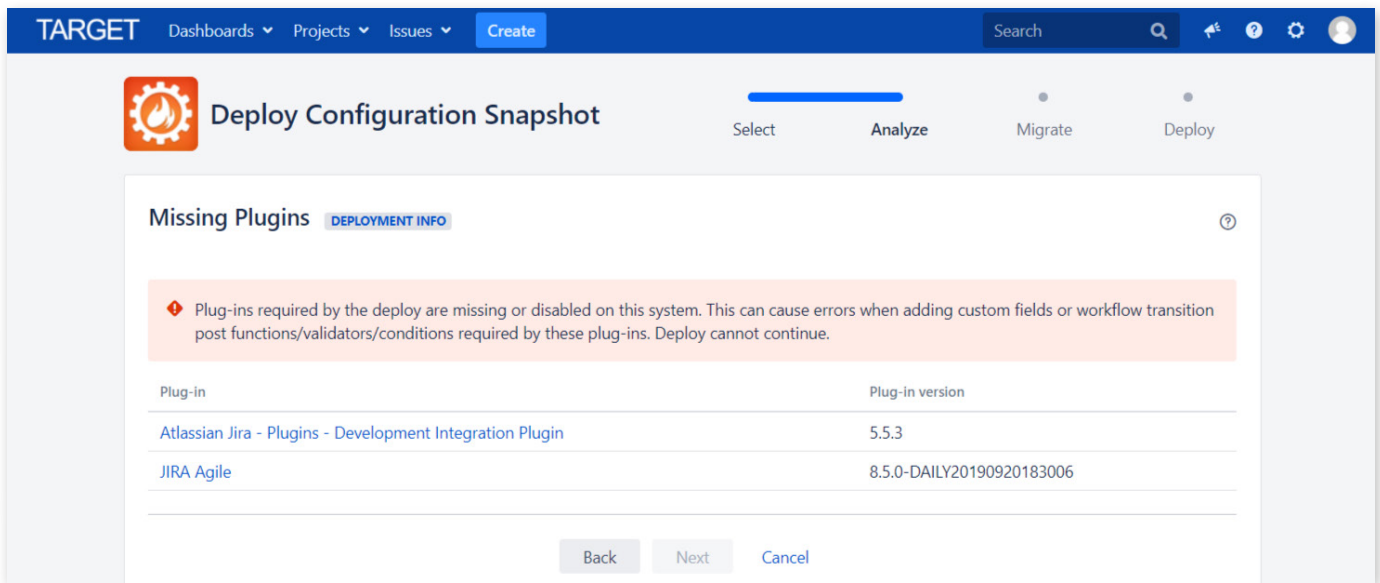 TARGET Dashboards Projects Issues Create Search
Deploy Configuration Snapshot
Select Analyze Migrate Deploy
Missing Plugins DEPLOYMENT INFO
Plug-ins required by the deploy are missing or disabled on this system. This can cause errors when adding custom fields or workflow transition
post functions/validators/conditions required by these plug-ins. Deploy cannot continue.
Plug-in Plug-in version
Atlassian Jira - Plugins - Development Integration Plugin 5.5.3
JIRA Agile 8.5.0-DAILY20190920183006
Back Next Cancel